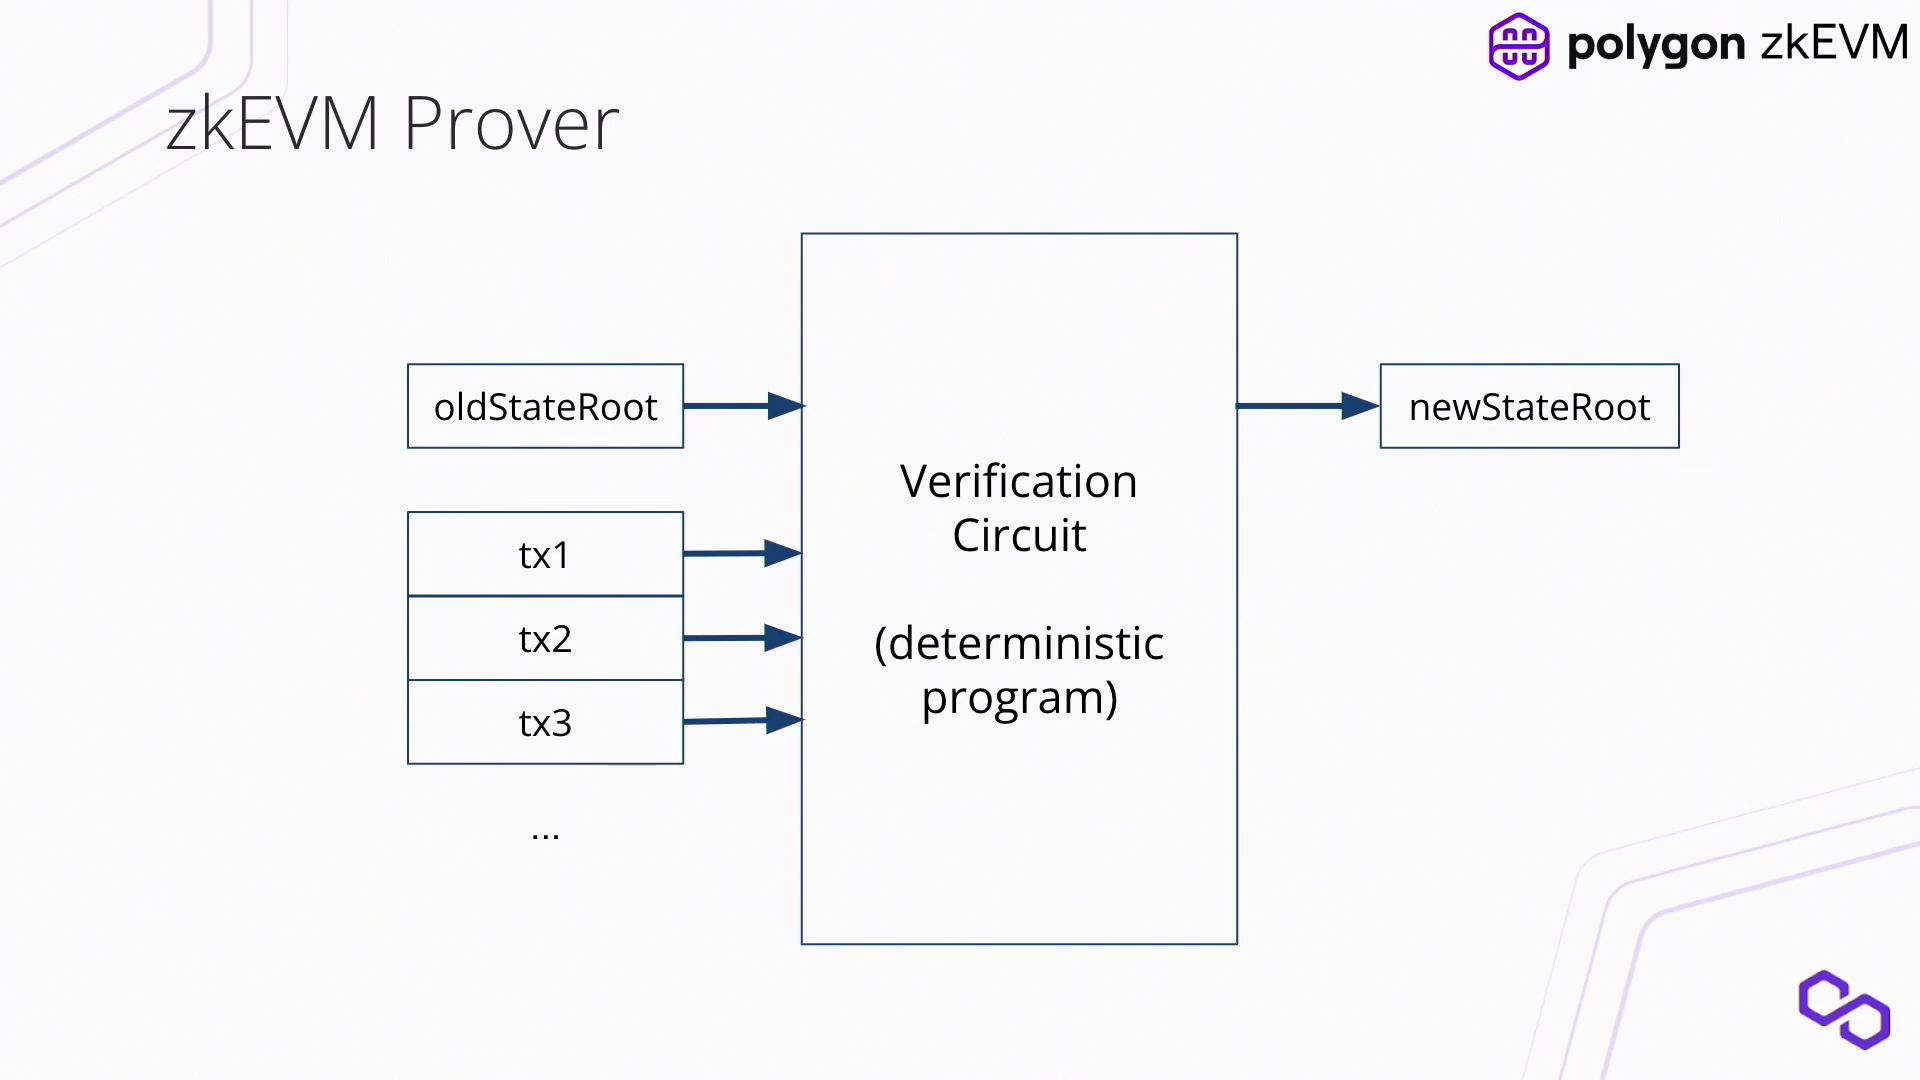 polygon zkEVM
zkEVM Prover
oldStateRoot
newStateRoot
tx1
tx2
tx3
...
Verification
Circuit
(deterministic
program)